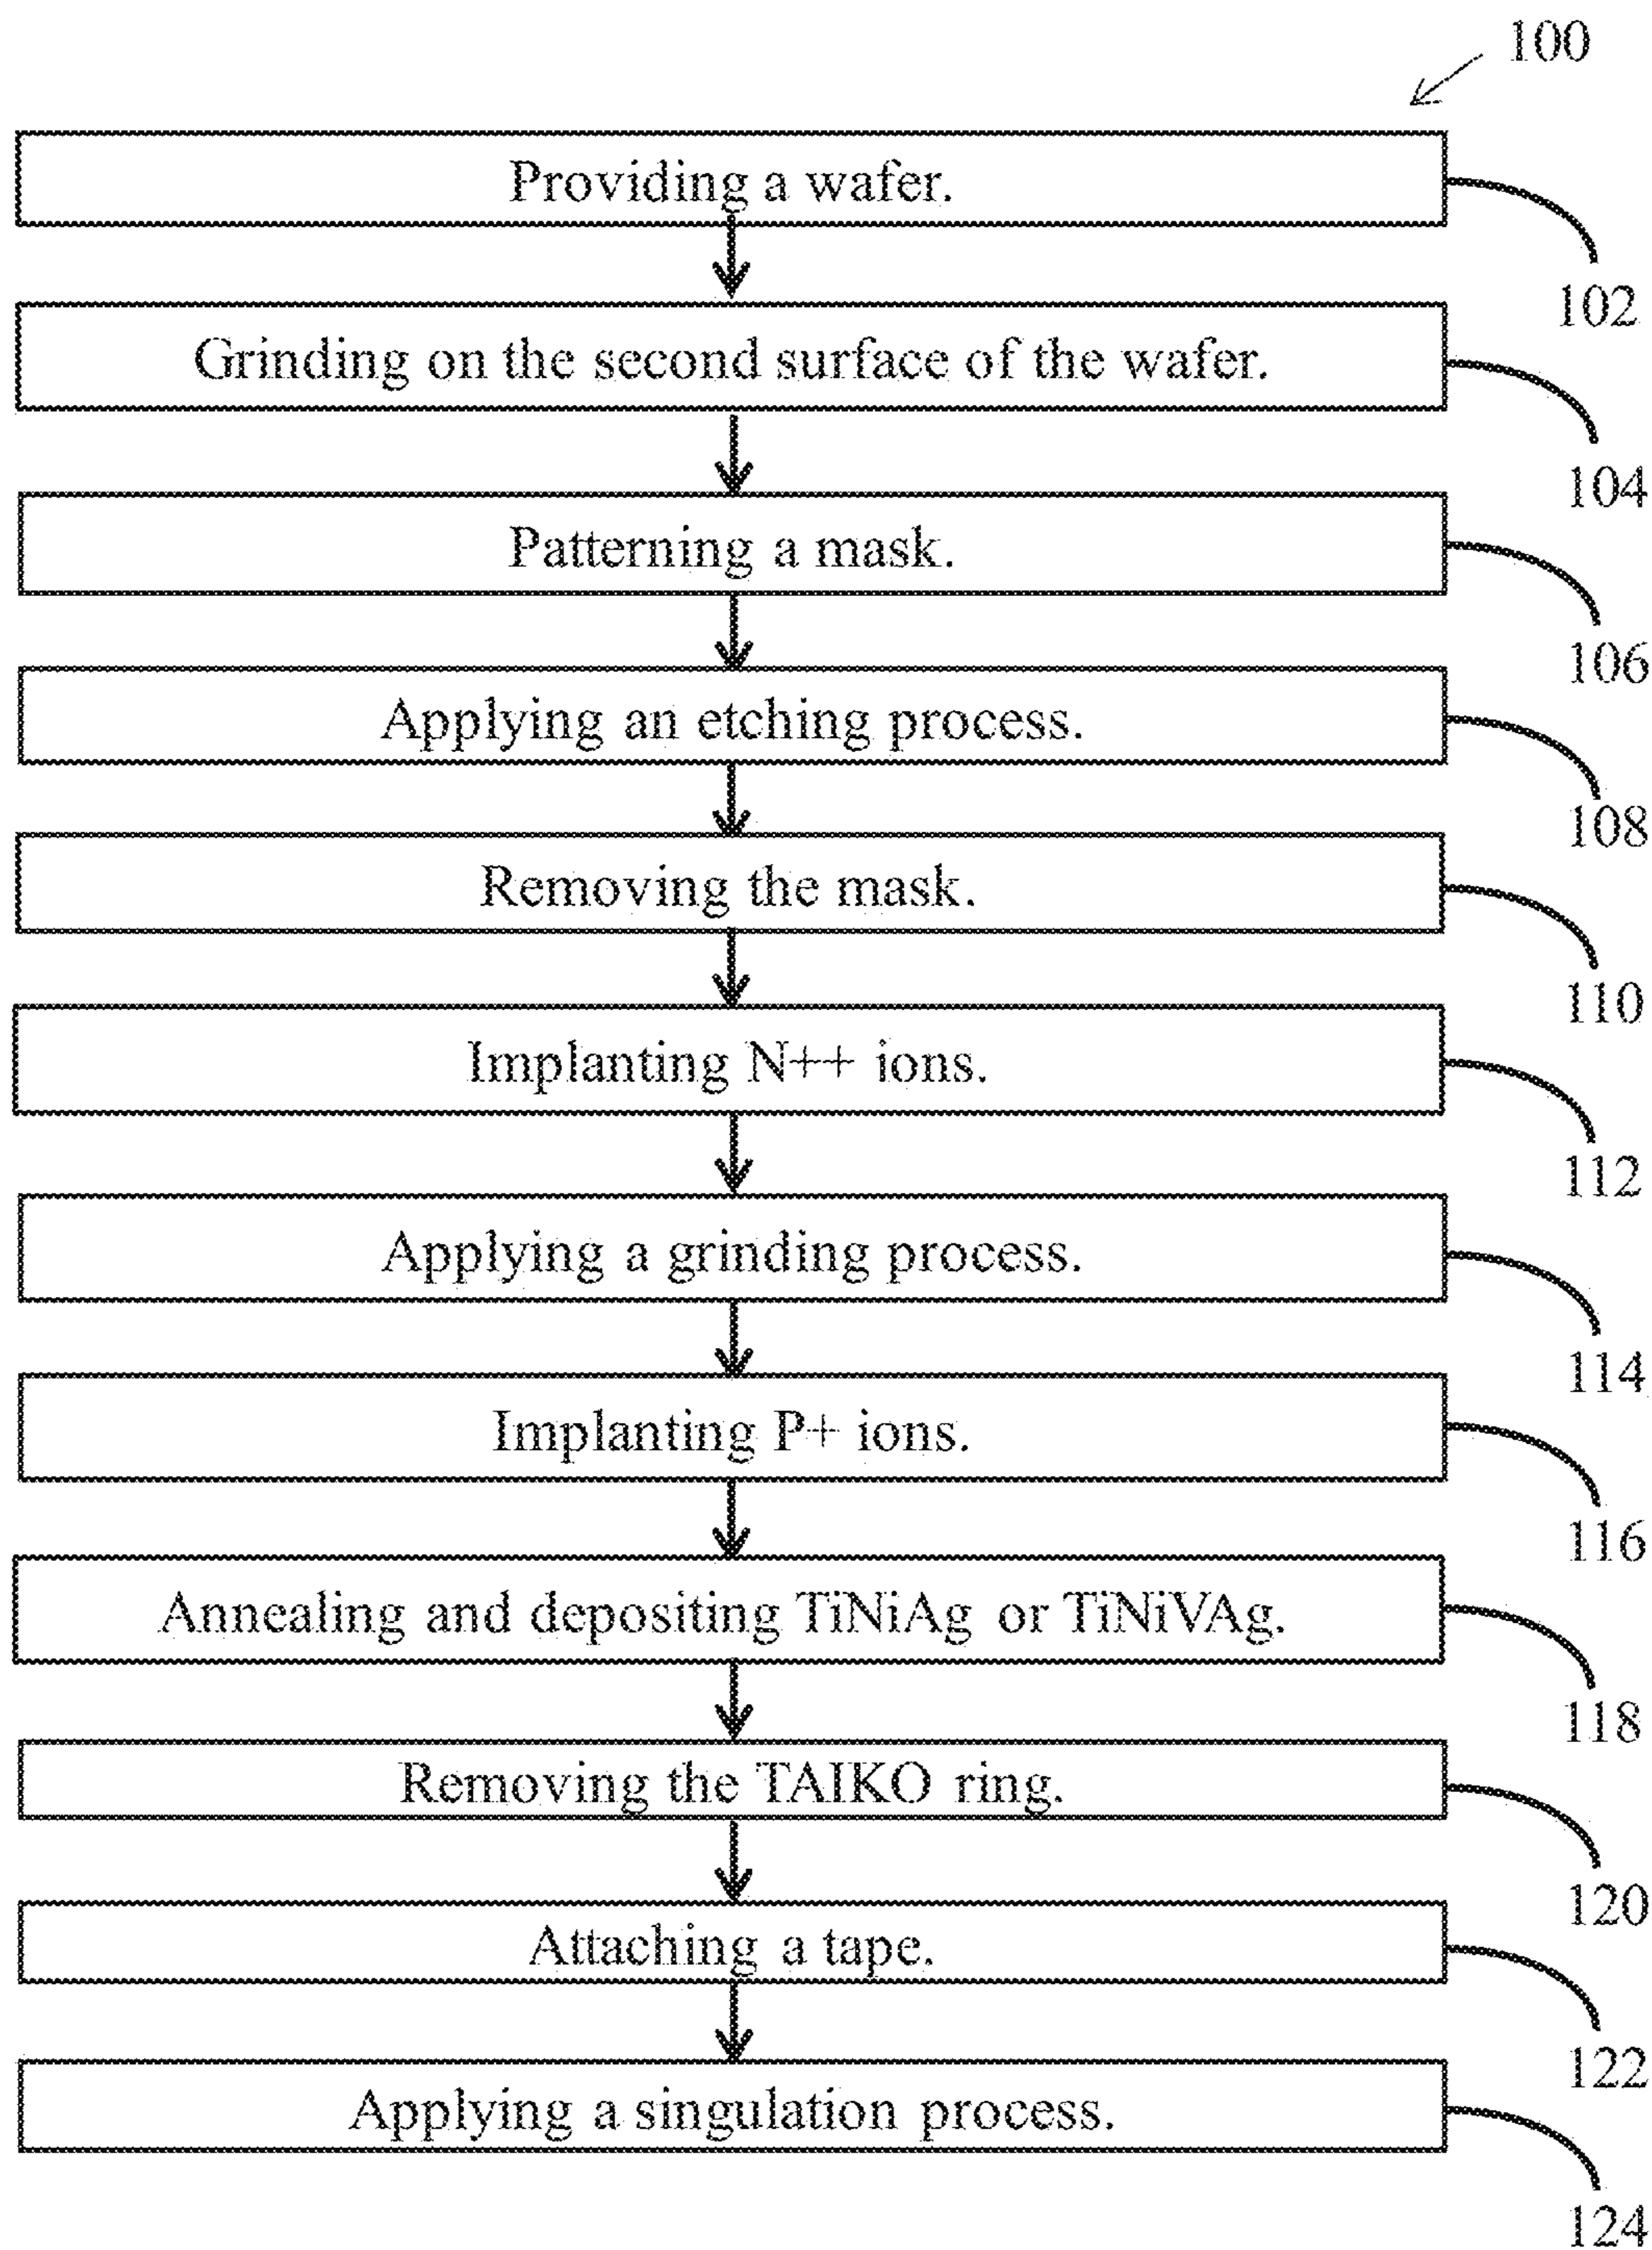 100
Providing a wafer.
102
Grinding on the second surface of the wafer.
104
Patterning a mask.
106
Applying an etching process.
108
Removing the mask.
110
Implanting N++ ions.
112
Applying a grinding process.
114
Implanting P+ ions.
116
Annealing and depositing TiNiAg or TiNiVAg.
118
Removing the TAIKO ring.
120
Attaching a tape.
122
Applying a singulation process.
124